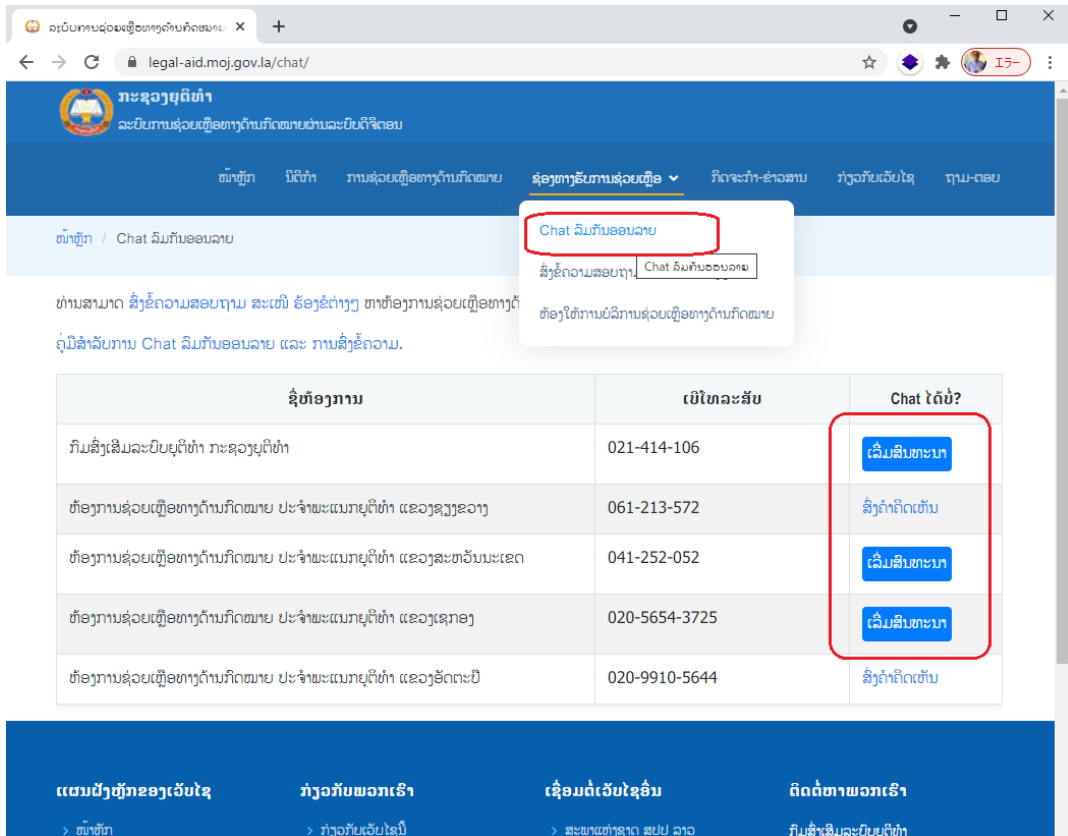 ລະບົບການຊ່ວຍເຫຼືອທາງດ້ານກົດໝາຍ
legal-aid.moj.gov.la/chat/
ກະຊວງຍຸຕິທຳ
ລະບົບການຊ່ວຍເຫຼືອທາງດ້ານກົດໝາຍຜ່ານລະບົບດິຈິຕອນ
ໜ້າຫຼັກ ນິຕິກຳ ການຊ່ວຍເຫຼືອທາງດ້ານກົດໝາຍ ຊ່ອງທາງຮັບການຊ່ວຍເຫຼືອ ກິດຈະກຳ-ຂ່າວສານ ກ່ຽວກັບເວັບໄຊ ຖາມ-ຕອບ
ໜ້າຫຼັກ / Chat ລົມກັນອອນລາຍ
Chat ລົມກັນອອນລາຍ
ສົ່ງຂໍ້ຄວາມສອບຖາມ
Chat ລົມກັນອອນລາຍ
ຫ້ອງໃຫ້ການບໍລິການຊ່ວຍເຫຼືອທາງດ້ານກົດໝາຍ
ທ່ານສາມາດ ສົ່ງຂໍ້ຄວາມສອບຖາມ ສະເໜີ ຮ້ອງຂໍຕ່າງໆ ຫາຫ້ອງການຊ່ວຍເຫຼືອທາງດ້
ຄູ່ມືສຳລັບການ Chat ລົມກັນອອນລາຍ ແລະ ການສົ່ງຂໍ້ຄວາມ.
ຊື່ຫ້ອງການ ເບີໂທລະສັບ Chat ໄດ້ບໍ່?
ກົມສົ່ງເສີມລະບົບຍຸຕິທຳ ກະຊວງຍຸຕິທຳ 021-414-106 ເລີ່ມສົນທະນາ
ຫ້ອງການຊ່ວຍເຫຼືອທາງດ້ານກົດໝາຍ ປະຈຳພະແນກຍຸຕິທຳ ແຂວງຊຽງຂວາງ 061-213-572 ສົ່ງຄຳຄິດເຫັນ
ຫ້ອງການຊ່ວຍເຫຼືອທາງດ້ານກົດໝາຍ ປະຈຳພະແນກຍຸຕິທຳ ແຂວງສະຫວັນນະເຂດ 041-252-052 ເລີ່ມສົນທະນາ
ຫ້ອງການຊ່ວຍເຫຼືອທາງດ້ານກົດໝາຍ ປະຈຳພະແນກຍຸຕິທຳ ແຂວງເຊກອງ 020-5654-3725 ເລີ່ມສົນທະນາ
ຫ້ອງການຊ່ວຍເຫຼືອທາງດ້ານກົດໝາຍ ປະຈຳພະແນກຍຸຕິທຳ ແຂວງອັດຕະປື 020-9910-5644 ສົ່ງຄຳຄິດເຫັນ
ແຜນຜັງຫຼັກຂອງເວັບໄຊ ກ່ຽວກັບພວກເຮົາ ເຊື່ອມຕໍ່ເວັບໄຊອື່ນ ຕິດຕໍ່ຫາພວກເຮົາ
ໜ້າຫຼັກ ກ່ຽວກັບເວັບໄຊນີ້ ສະພາແຫ່ງຊາດ ສປປ ລາວ ກົມສົ່ງເສີມລະບົບຍຸຕິທຳ